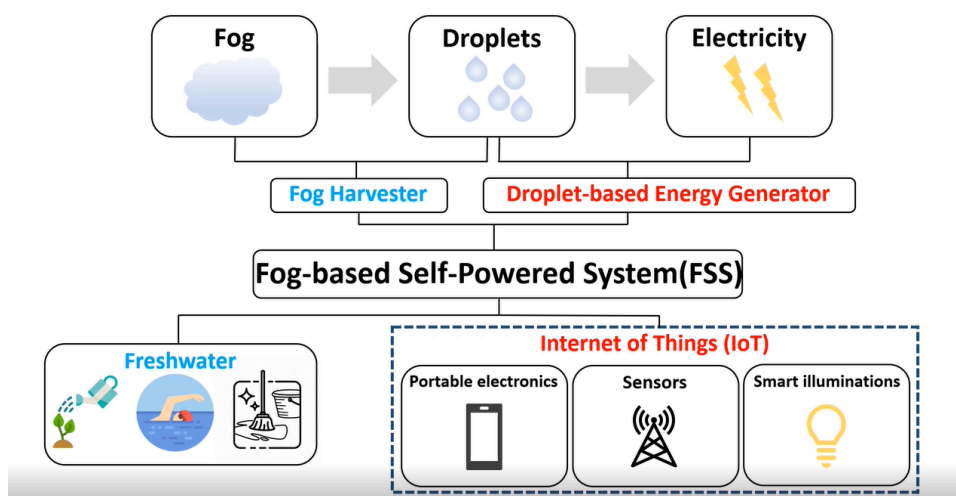 Fog
Droplets
Electricity
Fog Harvester
Droplet-based Energy Generator
Fog-based Self-Powered System(FSS)
Freshwater
Internet of Things (IoT)
Portable electronics
Sensors
Smart illuminations